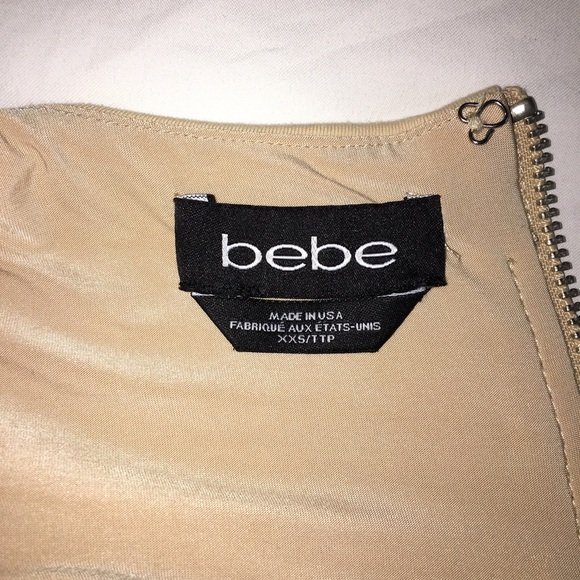 bebe
MADE IN USA
FABRIQUÉ AUX ÉTATS-UNIS
XXS/TTP